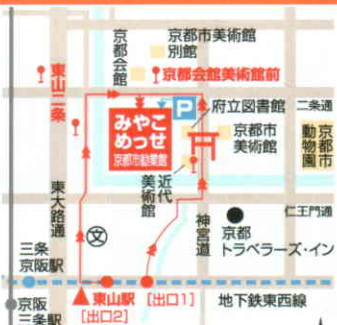 京都市美術館
別館
京都会館
京都会館美術館前
東山二条
P
府立図書館
二条通
みやこ
めっせ
京都市勧業館
京都市
美術館
京都市
動物園
近代
美術館
東大路通
文
神宮道
仁王門通
京都
トラベラーズ・イン
三条
京阪駅
東山駅
[出口1]
[出口2]
地下鉄東西線
京阪
三条駅